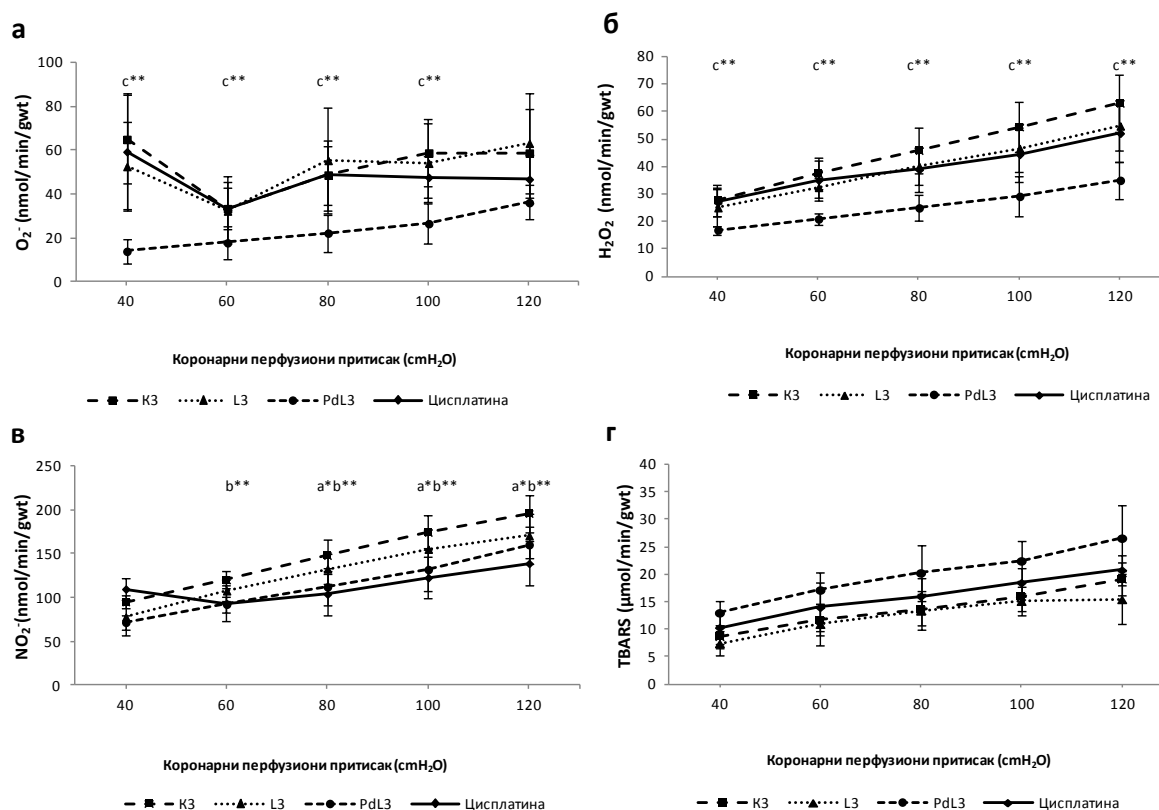 а
c** c** c** c**
O₂⁻ (nmol/min/gwt)
100
80
60
40
20
0
40 60 80 100 120
Коронарни перфузиони притисак (cmH₂O)
К3 L3 PdL3 Цисплатина
б
c** c** c** c** c**
H₂O₂ (nmol/min/gwt)
80
70
60
50
40
30
20
10
0
40 60 80 100 120
Коронарни перфузиони притисак (cmH₂O)
К3 L3 PdL3 Цисплатина
в
b** a*b** a*b** a*b**
NO₂⁻(nmol/min/gwt)
250
200
150
100
50
0
40 60 80 100 120
Коронарни перфузиони притисак (cmH₂O)
К3 L3 PdL3 Цисплатина
г
TBARS (µmol/min/gwt)
40
35
30
25
20
15
10
5
0
40 60 80 100 120
Коронарни перфузиони притисак (cmH₂O)
К3 L3 PdL3 Цисплатина